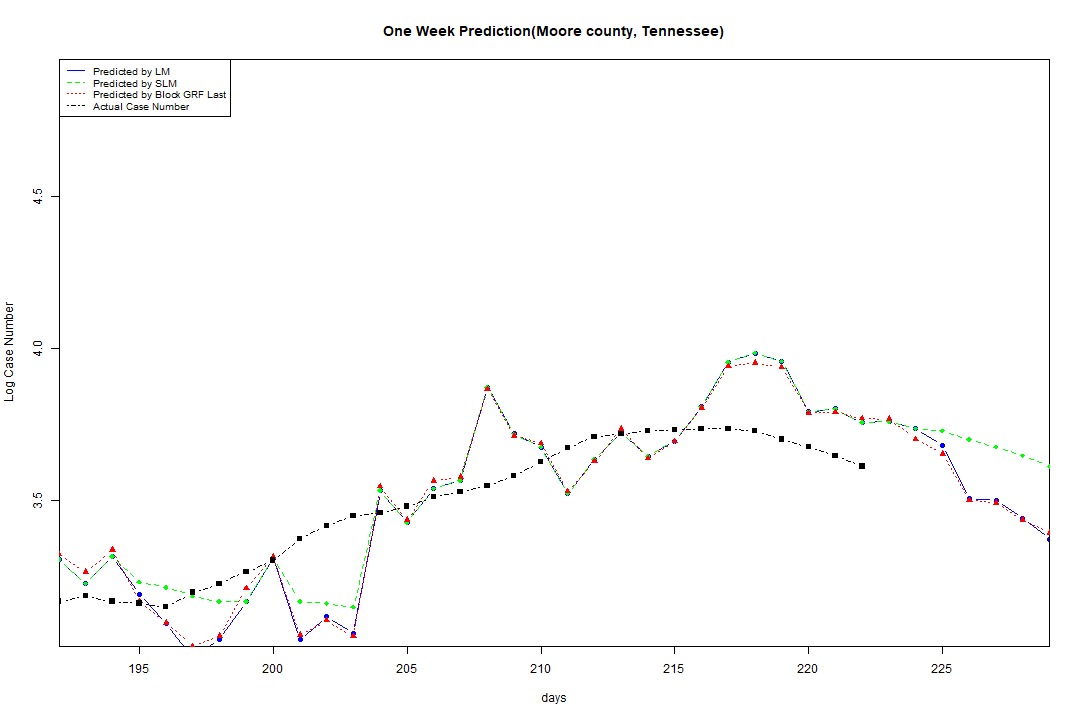 One Week Prediction(Moore county, Tennessee)
Predicted by LM
Predicted by SLM
Predicted by Block GRF Last
Actual Case Number
Log Case Number
4.5
4.0
3.5
195 200 205 210 215 220 225
days